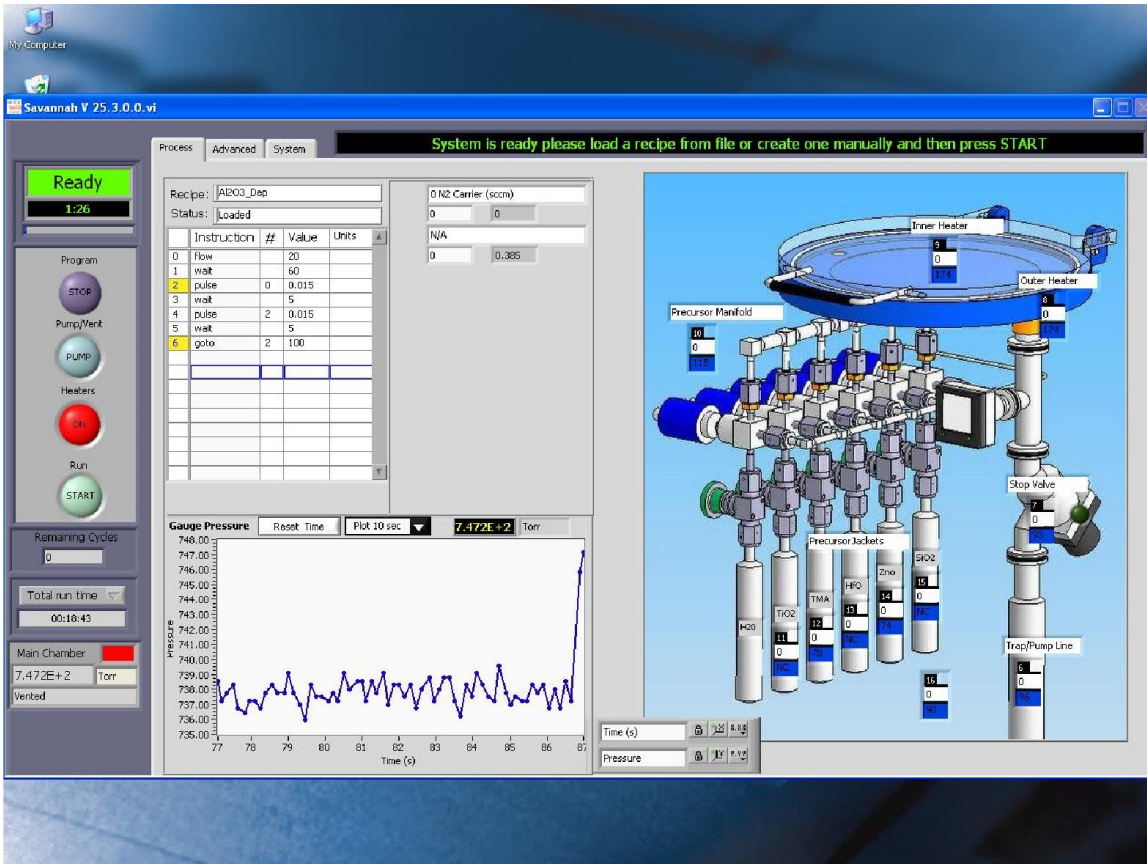 My Computer
Savannah V 25.3.0.0.vi
Process Advanced System
System is ready please load a recipe from file or create one manually and then press START
Ready
1:26
Program
STOP
Pump/Vent
PUMP
Heaters
ON
Run
START
Remaining Cycles
0
Total run time
00:18:43
Main Chamber
7.472E+2 Torr
Vented
Recipe: Al2O3_Dep
Status: Loaded
Instruction # Value Units
0 flow 20
1 wait 60
2 pulse 0 0.015
3 wait 5
4 pulse 2 0.015
5 wait 5
6 goto 2 100
0 N2 Carrier (sccm)
0 0
N/A
0 0.385
Gauge Pressure Reset Time Plot 10 sec 7.472E+2 Torr
748.00
747.00
746.00
745.00
744.00
743.00
742.00
741.00
740.00
739.00
738.00
737.00
736.00
735.00
Pressure
77 78 79 80 81 82 83 84 85 86 87
Time (s)
Time (s)
Pressure
Inner Heater
9
0
174
Outer Heater
8
0
174
Precursor Manifold
10
0
115
Stop Valve
7
0
Precursor Jackets
H20
TiO2
11
0
NC
TMA
12
0
78
HfO
13
0
NC
Zno
14
0
74
SiO2
15
0
NC
16
0
90
Trap/Pump Line
6
0